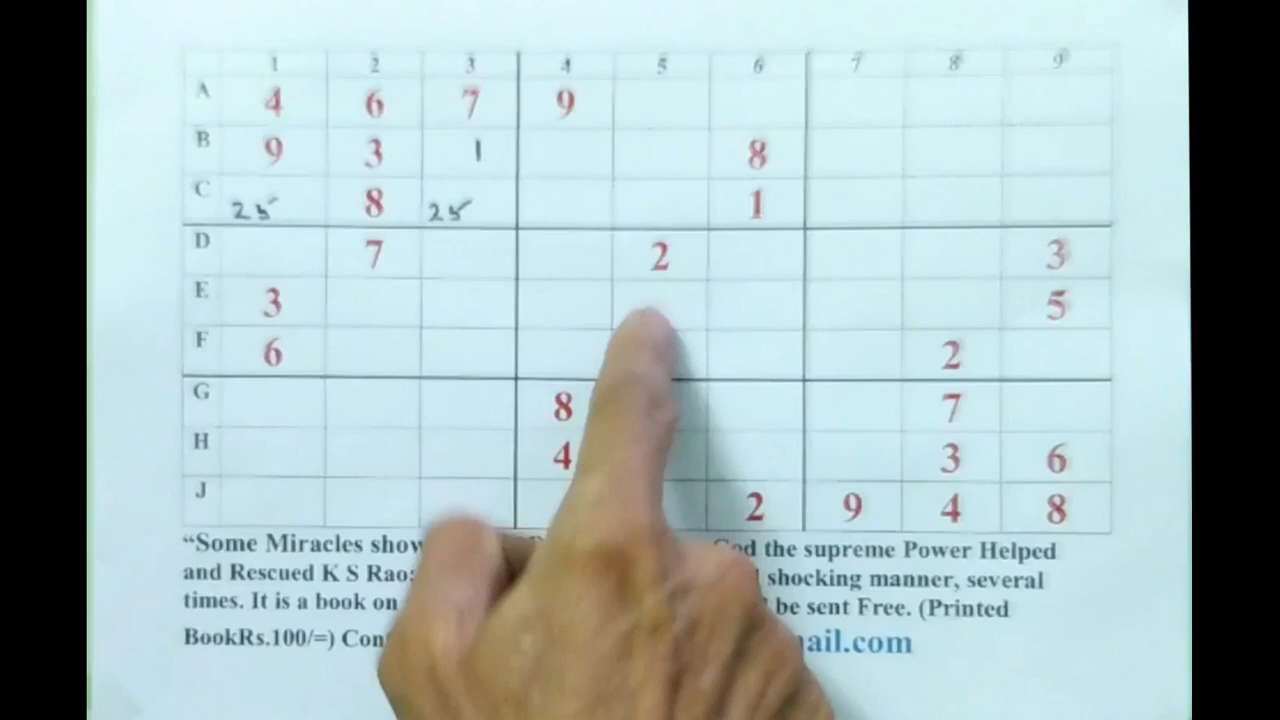 1 2 3 4 5 6 7 8 9
A 4 6 7 9
B 9 3 1 8
C 25 8 25 1
D 7 2 3
E 3 5
F 6 2
G 8 7
H 4 3 6
J 2 9 4 8
“Some Miracles God the supreme Power Helped
and Rescued K S Rao shocking manner, several
times. It is a book on be sent Free. (Printed
BookRs.100/=) ail.com